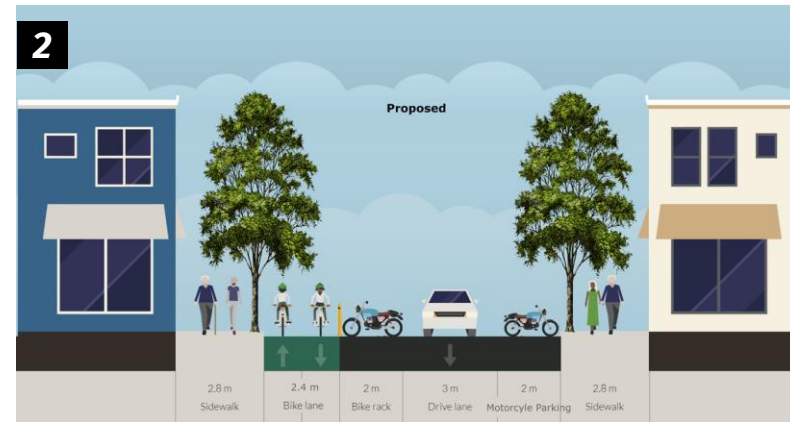 2
Proposed
2.8 m
Sidewalk
2.4 m
Bike lane
2 m
Bike rack
3 m
Drive lane
2 m
Motorcyle Parking
2.8 m
Sidewalk